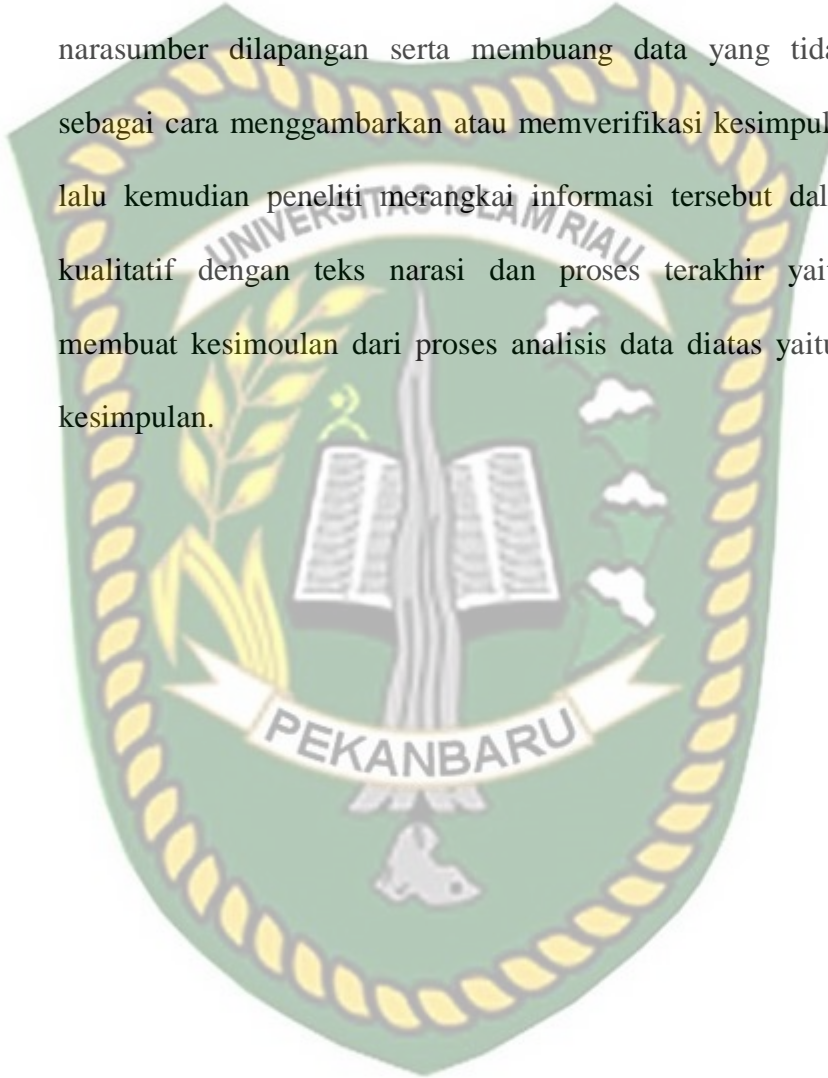 narasumber dilapangan serta membuang data yang tida
sebagai cara menggambarkan atau memverifikasi kesimpul
lalu kemudian peneliti merangkai informasi tersebut dal
UNIVERSITAS ISLAM RIAU
kualitatif dengan teks narasi dan proses terakhir yait
membuat kesimoulan dari proses analisis data diatas yaitu
kesimpulan.
PEKANBARU